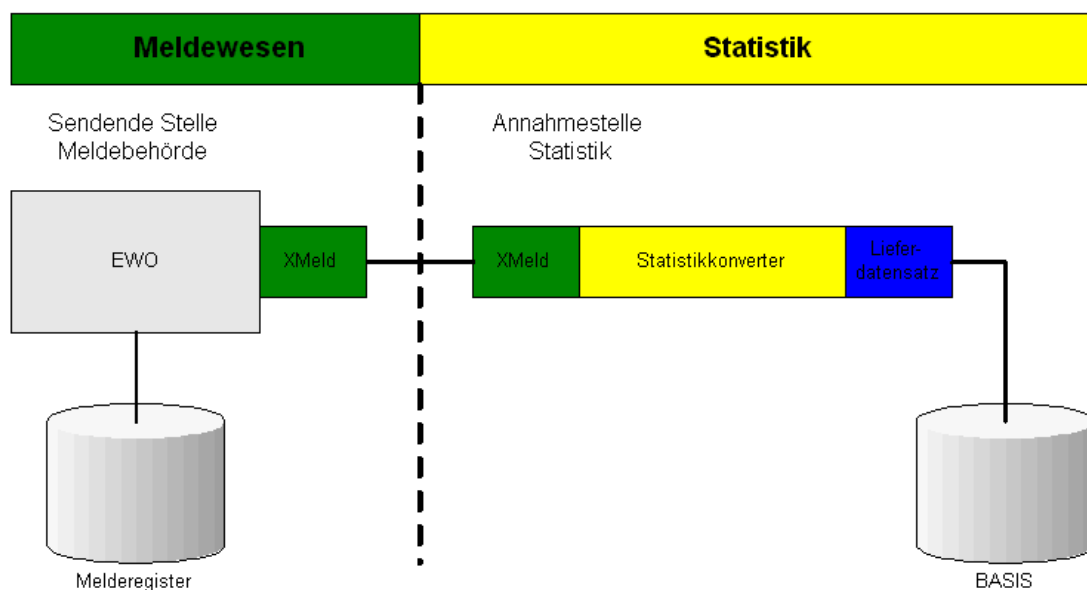 Meldewesen
Statistik
Sendende Stelle
Meldebehörde
Annahmestelle
Statistik
EWO
XMeld
XMeld
Statistikkonverter
Liefer-
datensatz
Melderegister
BASIS